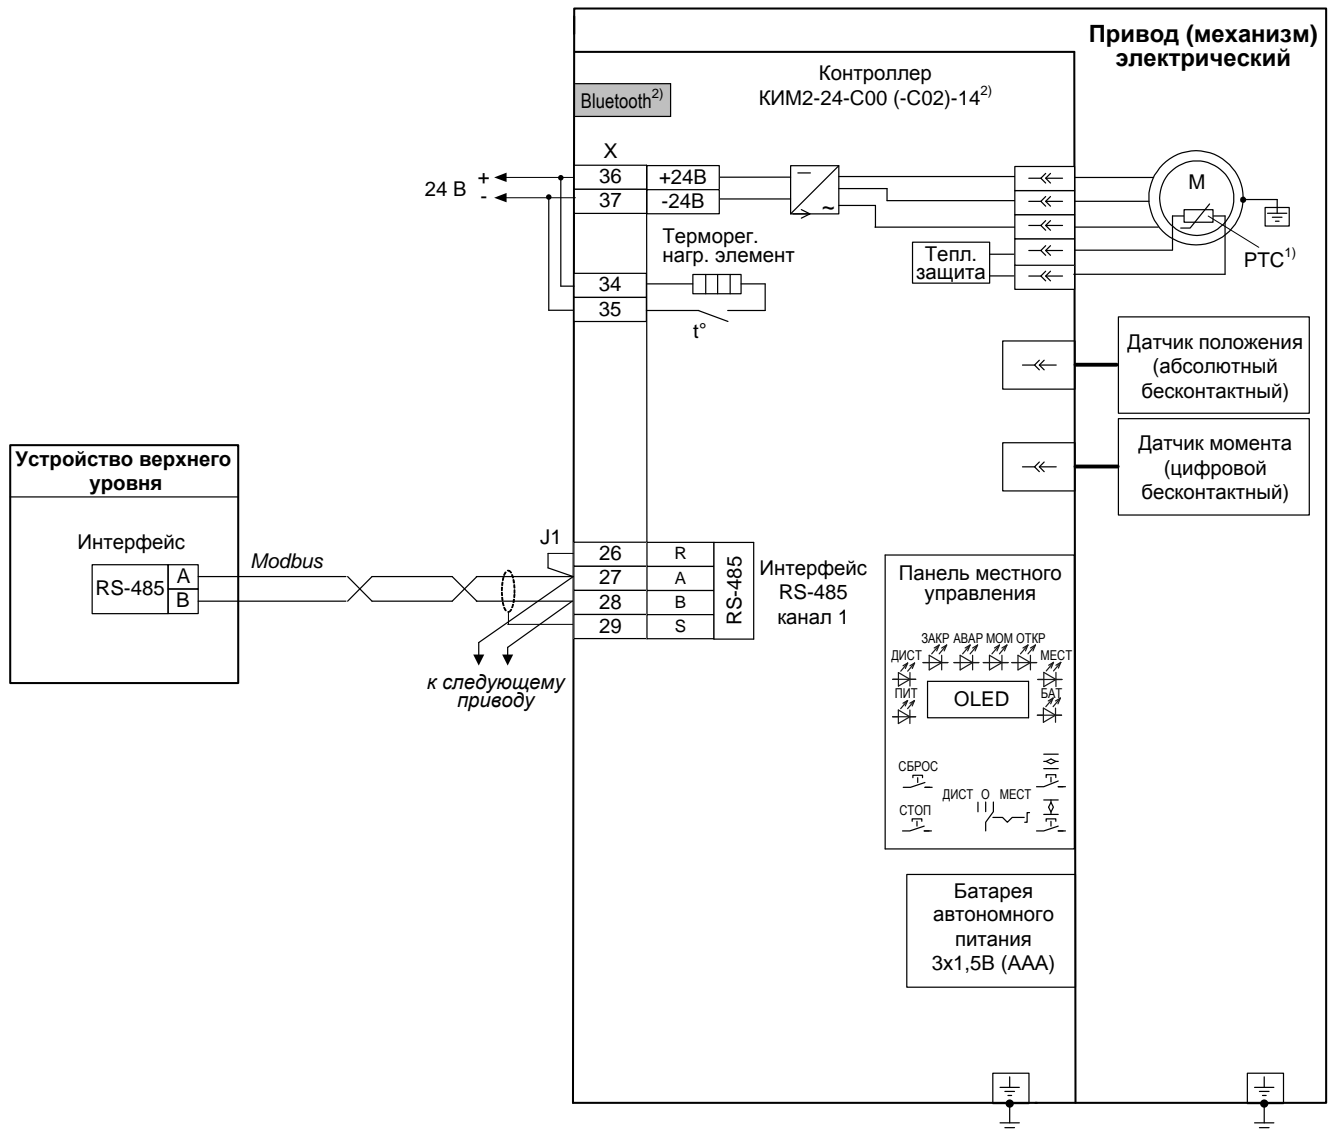 Привод (механизм)
электрический
Контроллер
КИМ2-24-С00 (-С02)-14²⁾
Bluetooth²⁾
X
24 В
+
-
36 +24В
37 -24В
M
PTC¹⁾
Терморег.
нагр. элемент
34
35
t°
Тепл.
защита
Датчик положения
(абсолютный
бесконтактный)
Датчик момента
(цифровой
бесконтактный)
Устройство верхнего
уровня
Интерфейс
RS-485
A
B
Modbus
J1
26 R
27 A
28 B
29 S
RS-485
Интерфейс
RS-485
канал 1
к следующему
приводу
Панель местного
управления
ЗАКР АВАР МОМ ОТКР
ДИСТ
МЕСТ
ПИТ
БАТ
OLED
СБРОС
ДИСТ О МЕСТ
СТОП
Батарея
автономного
питания
3х1,5В (ААА)